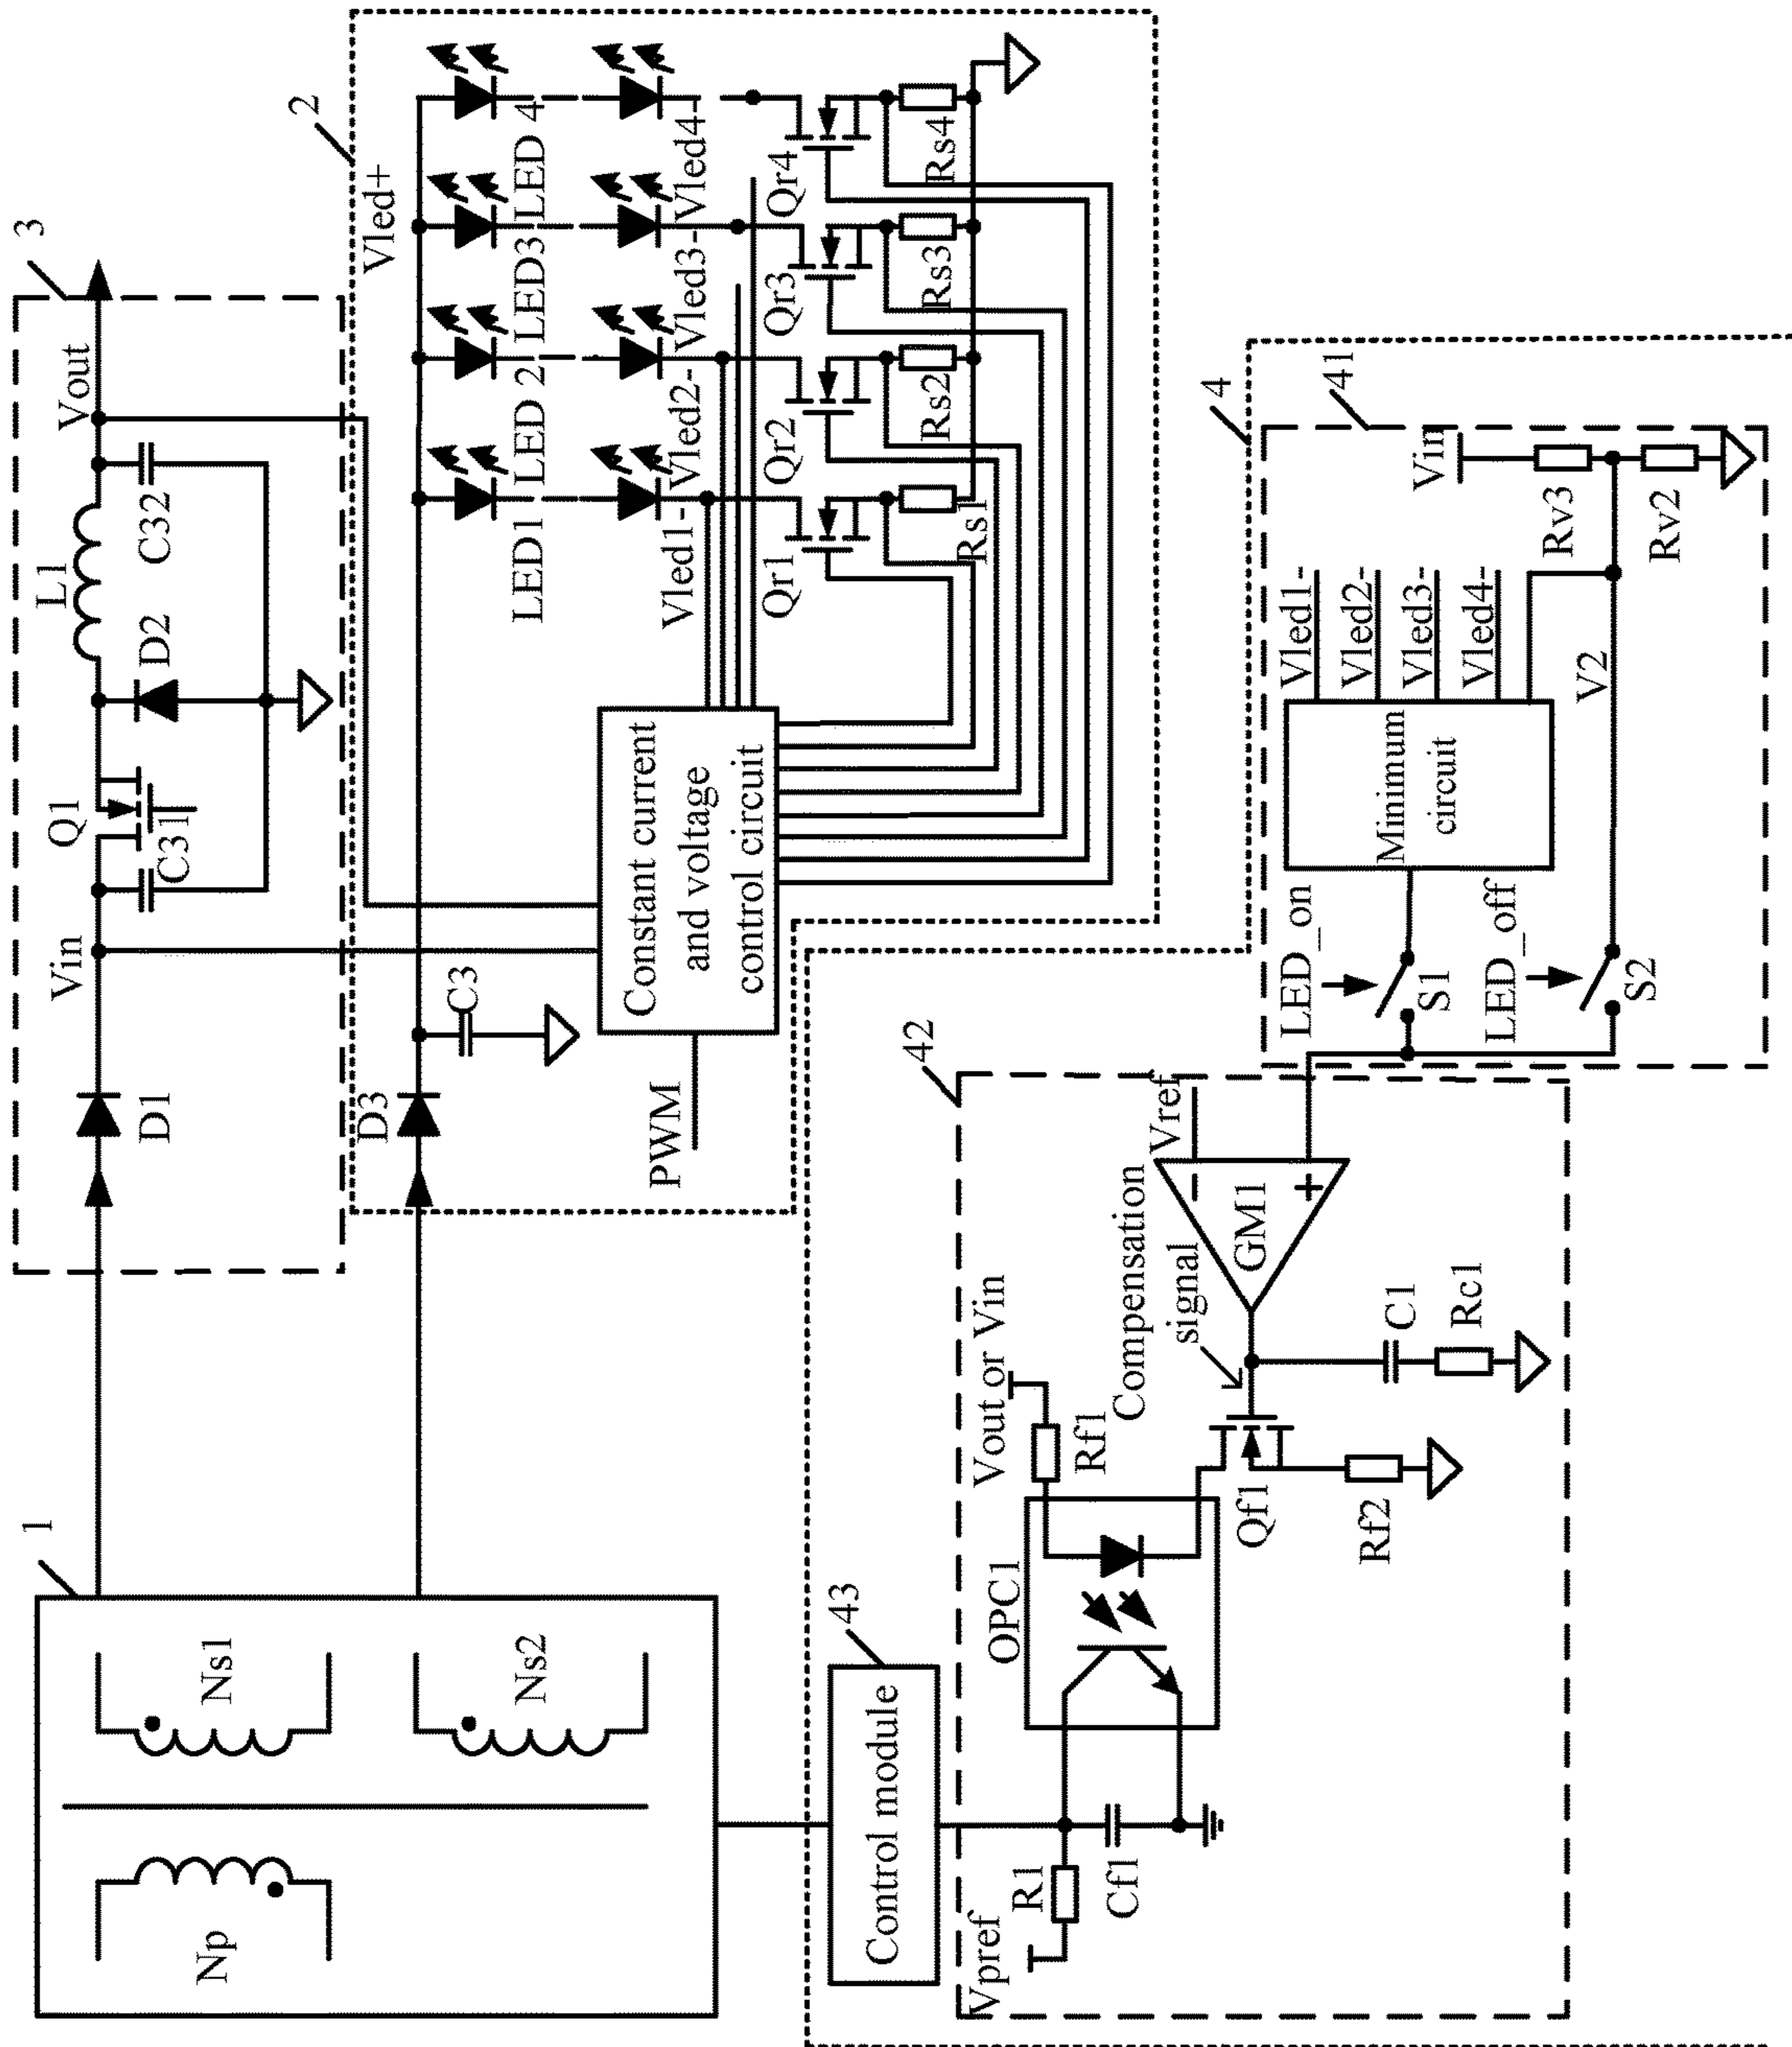 1
Np
Ns1
Ns2
D1
Vin
Q1
C31
D2
L1
C32
Vout
3
D3
C3
Vled+
2
LED1
LED 2
LED3
LED 4
Vled1-
Vled2-
Vled3-
Vled4-
Qr1
Qr2
Qr3
Qr4
Rs1
Rs2
Rs3
Rs4
Constant current
and voltage
control circuit
PWM
43
Control module
42
Vpref
R1
Cf1
OPC1
Vout or Vin
Rf1
Qf1
Rf2
Compensation
signal
C1
Rc1
GM1
-
+
Vref
4
41
LED_on
S1
LED_off
S2
Minimum
circuit
Vled1-
Vled2-
Vled3-
Vled4-
V2
Vin
Rv3
Rv2